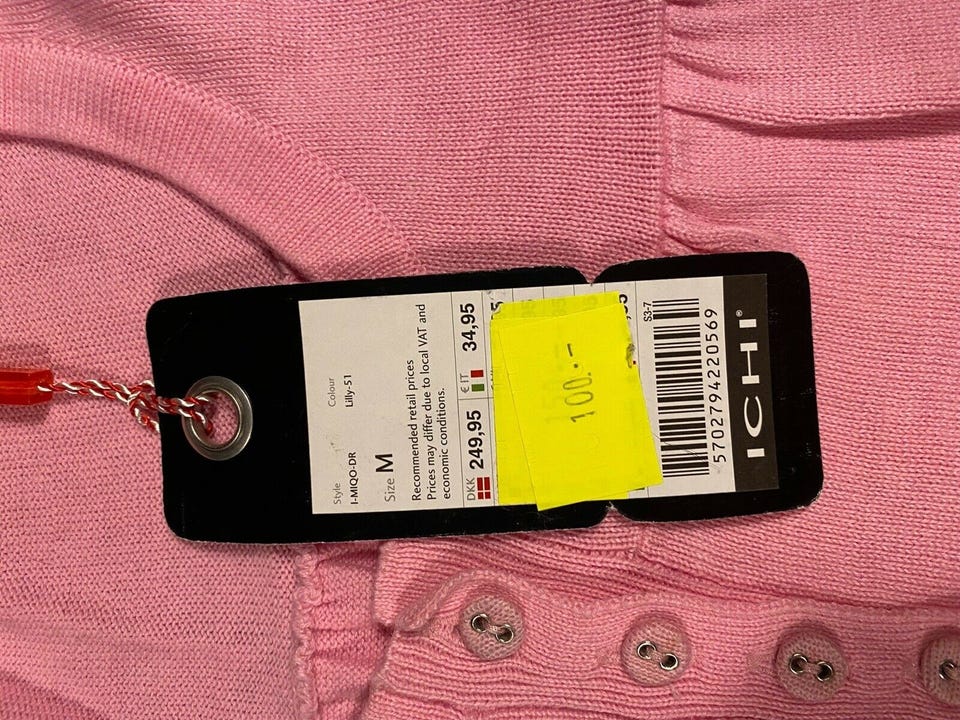 Style
I-MIQO-DR
Colour
Lilly-51
Size M
Recommended retail prices
Prices may differ due to local VAT and
economic conditions.
DKK 249,95
€ IT 34,95
100.-
S3-7
5702794220569
ICHI®